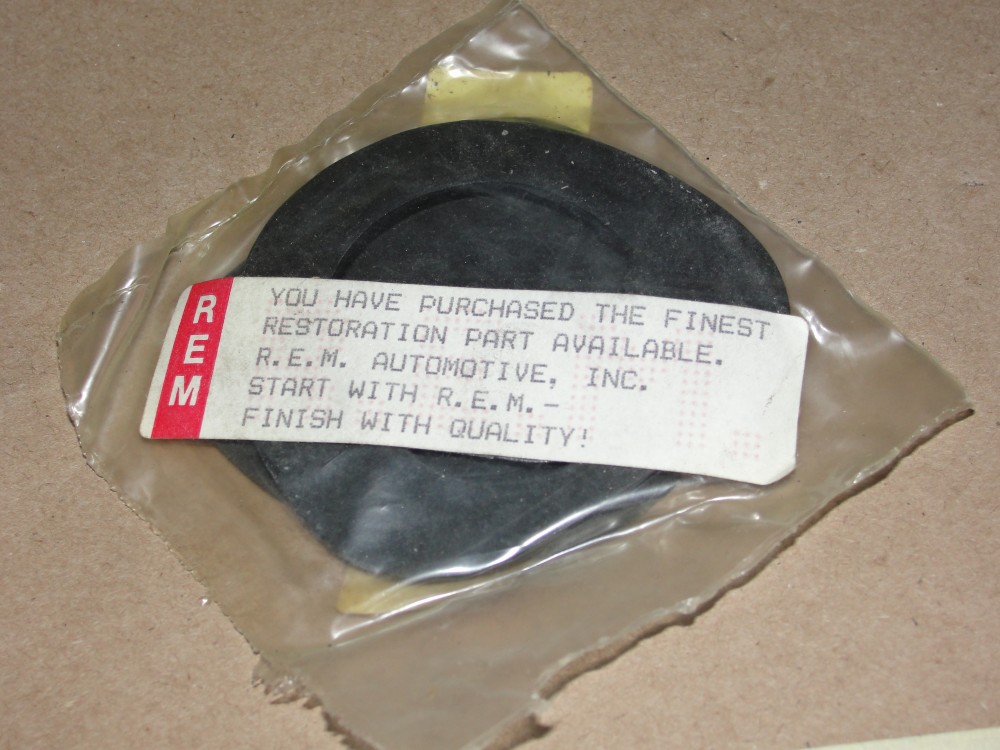 REM
YOU HAVE PURCHASED THE FINEST
RESTORATION PART AVAILABLE.
R.E.M. AUTOMOTIVE, INC.
START WITH R.E.M.–
FINISH WITH QUALITY!